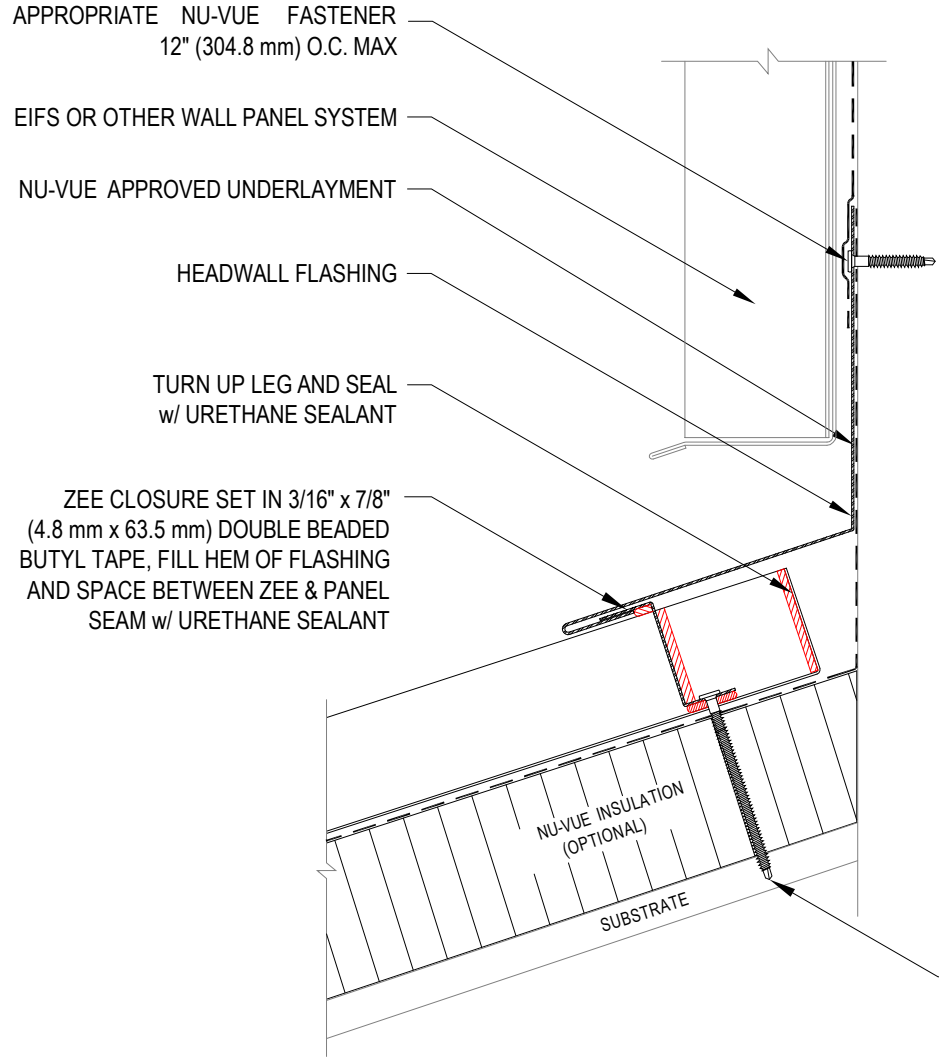 APPROPRIATE NU-VUE FASTENER
12" (304.8 mm) O.C. MAX
EIFS OR OTHER WALL PANEL SYSTEM
NU-VUE APPROVED UNDERLAYMENT
HEADWALL FLASHING
TURN UP LEG AND SEAL
w/ URETHANE SEALANT
ZEE CLOSURE SET IN 3/16" x 7/8"
(4.8 mm x 63.5 mm) DOUBLE BEADED
BUTYL TAPE, FILL HEM OF FLASHING
AND SPACE BETWEEN ZEE & PANEL
SEAM w/ URETHANE SEALANT
NU-VUE INSULATION
(OPTIONAL)
SUBSTRATE